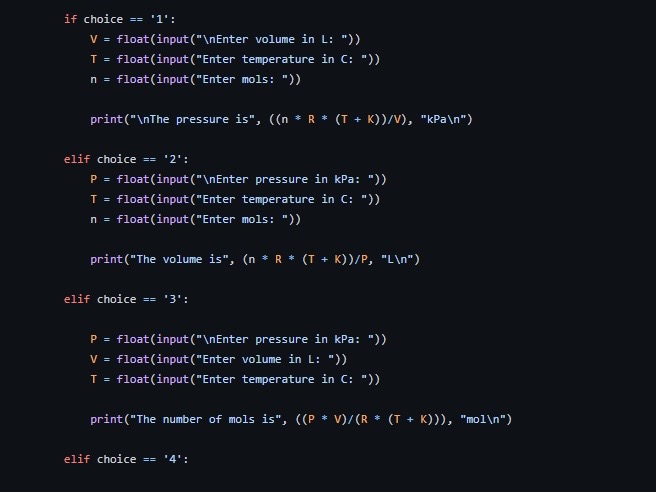 if choice == '1':
V = float(input("\nEnter volume in L: "))
T = float(input("Enter temperature in C: "))
n = float(input("Enter mols: "))
print("\nThe pressure is", ((n * R * (T + K))/V), "kPa\n")
elif choice == '2':
P = float(input("\nEnter pressure in kPa: "))
T = float(input("Enter temperature in C: "))
n = float(input("Enter mols: "))
print("The volume is", (n * R * (T + K))/P, "L\n")
elif choice == '3':
P = float(input("\nEnter pressure in kPa: "))
V = float(input("Enter volume in L: "))
T = float(input("Enter temperature in C: "))
print("The number of mols is", ((P * V)/(R * (T + K))), "mol\n")
elif choice == '4':